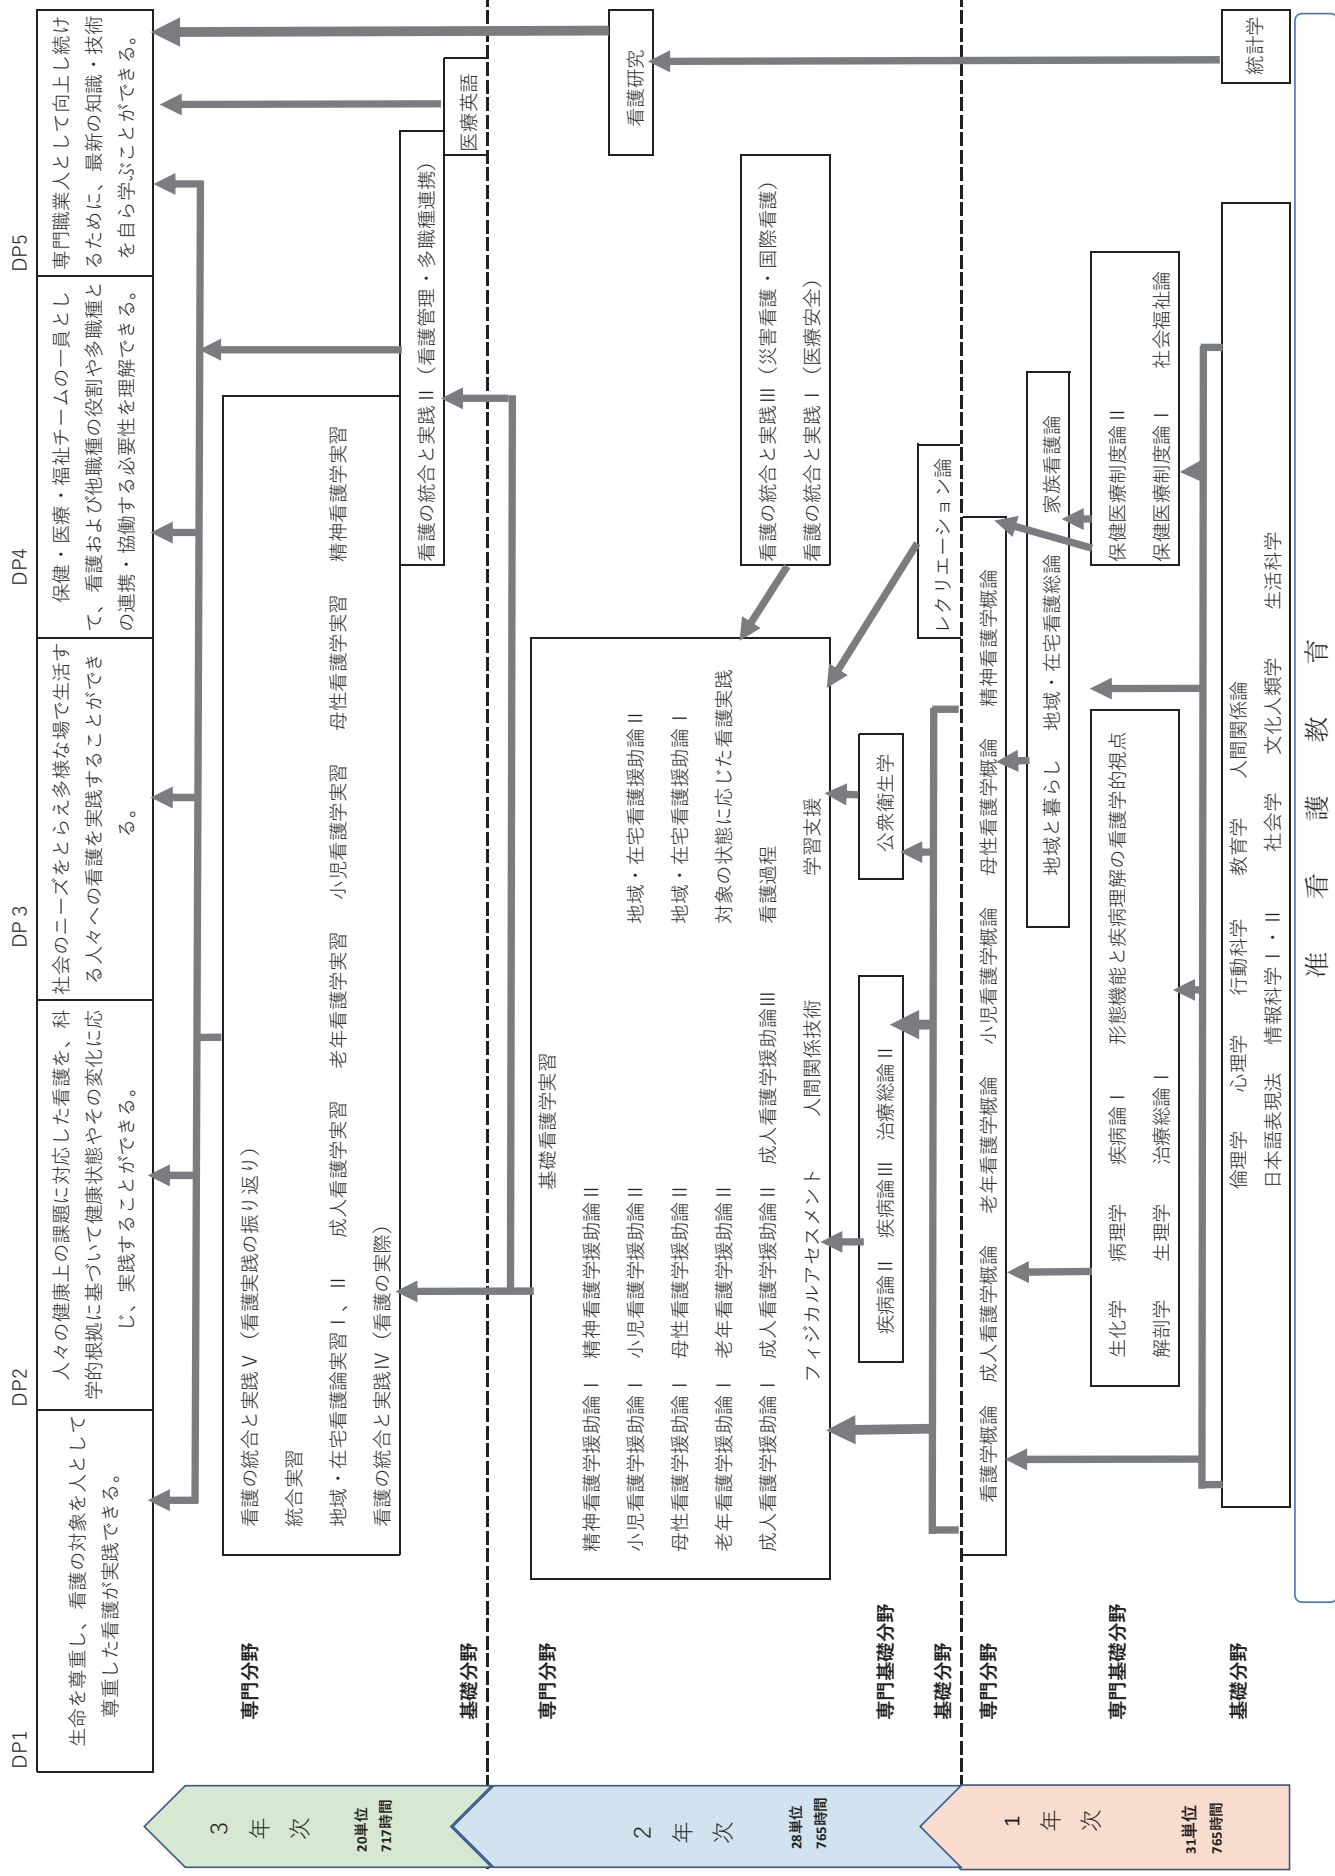 DP1
DP2
DP 3
DP4
DP5
生命を尊重し、看護の対象を人として
尊重した看護が実践できる。
人々の健康上の課題に対応した看護を、科
学的根拠に基づいて健康状態やその変化に応
じ、実践することができる。
社会のニーズをとらえ多様な場で生活す
る人々への看護を実践することができ
る。
保健・医療・福祉チームの一員とし
て、看護および他職種の役割や多職種と
の連携・協働する必要性を理解できる。
専門職業人として向上し続け
るために、最新の知識・技術
を自ら学ぶことができる。
3
年
次
20単位
717時間
専門分野
看護の統合と実践Ⅴ（看護実践の振り返り）
統合実習
地域・在宅看護論実習Ⅰ、Ⅱ 成人看護学実習 老年看護学実習 小児看護学実習 母性看護学実習 精神看護学実習
看護の統合と実践Ⅳ（看護の実際）
看護の統合と実践Ⅱ（看護管理・多職種連携）
基礎分野
医療英語
2
年
次
28単位
765時間
専門分野
基礎看護学実習
精神看護学援助論Ⅰ 精神看護学援助論Ⅱ
小児看護学援助論Ⅰ 小児看護学援助論Ⅱ 地域・在宅看護援助論Ⅱ
母性看護学援助論Ⅰ 母性看護学援助論Ⅱ 地域・在宅看護援助論Ⅰ
老年看護学援助論Ⅰ 老年看護学援助論Ⅱ 対象の状態に応じた看護実践
成人看護学援助論Ⅰ 成人看護学援助論Ⅱ 成人看護学援助論Ⅲ 看護過程
フィジカルアセスメント 人間関係技術 学習支援
看護研究
看護の統合と実践Ⅲ（災害看護・国際看護）
看護の統合と実践Ⅰ（医療安全）
専門基礎分野
疾病論Ⅱ 疾病論Ⅲ 治療総論Ⅱ
公衆衛生学
基礎分野
レクリエーション論
1
年
次
31単位
765時間
専門分野
看護学概論 成人看護学概論 老年看護学概論 小児看護学概論 母性看護学概論 精神看護学概論
地域と暮らし 地域・在宅看護総論 家族看護論
専門基礎分野
生化学 病理学 疾病論Ⅰ 形態機能と疾病理解の看護学的視点
解剖学 生理学 治療総論Ⅰ
保健医療制度論Ⅱ
保健医療制度論Ⅰ 社会福祉論
基礎分野
倫理学 心理学 行動科学 教育学 人間関係論
日本語表現法 情報科学Ⅰ・Ⅱ 社会学 文化人類学 生活科学
統計学
准 看 護 教 育